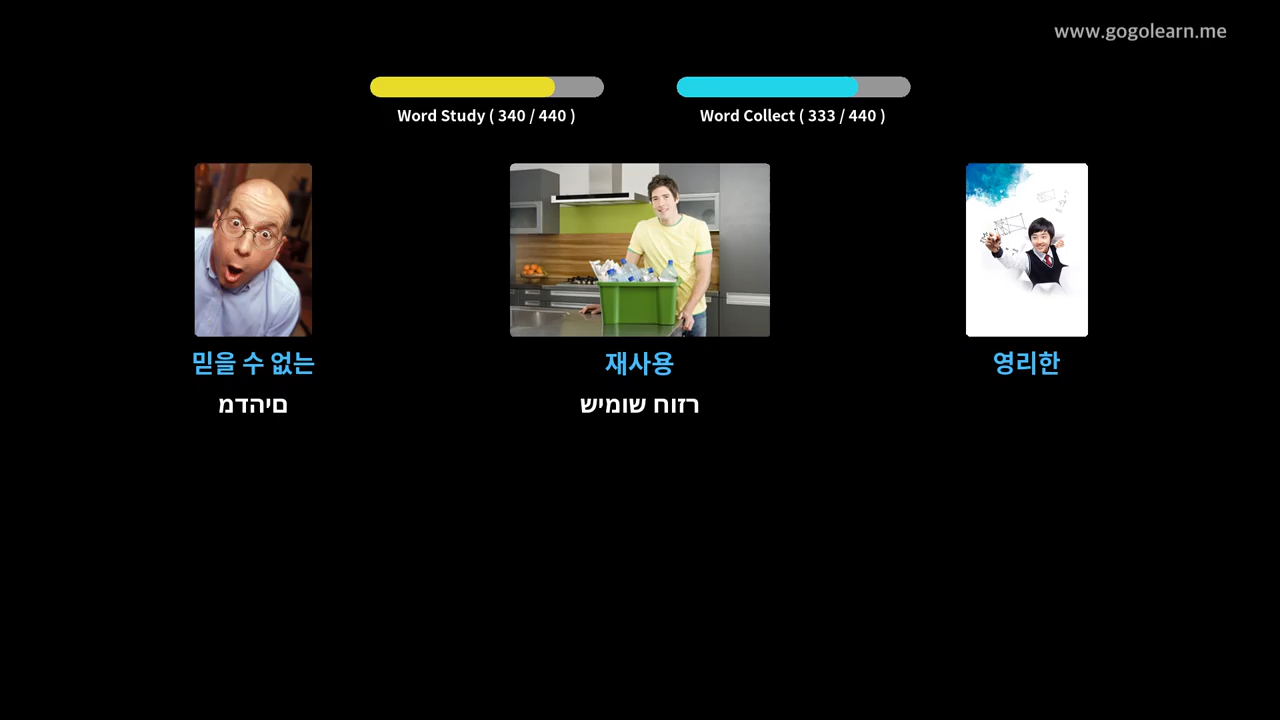 www.gogolearn.me
Word Study ( 340 / 440 )
Word Collect ( 333 / 440 )
믿을 수 없는
מדהים
재사용
שימוש חוזר
영리한